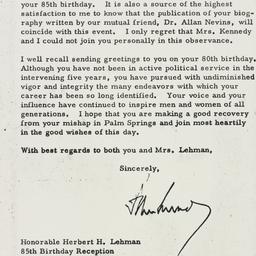 your 85th birthday. It is also a source of the highest
satisfaction to me to know that the publication of your biog-
raphy written by our mutual friend, Dr. Allan Nevins, will
coincide with this event. I only regret that Mrs. Kennedy
and I could not join you personally in this observance.
I well recall sending greetings to you on your 80th birthday.
Although you have not been in active political service in the
intervening five years, you have pursued with undiminished
vigor and integrity the many endeavors with which your
career has been so long identified. Your voice and your
influence have continued to inspire men and women of all
generations. I hope that you are making a good recovery
from your mishap in Palm Springs and join most heartily
in the good wishes of this day.
With best regards to both you and Mrs. Lehman,
Sincerely,
Honorable Herbert H. Lehman
85th Birthday Reception